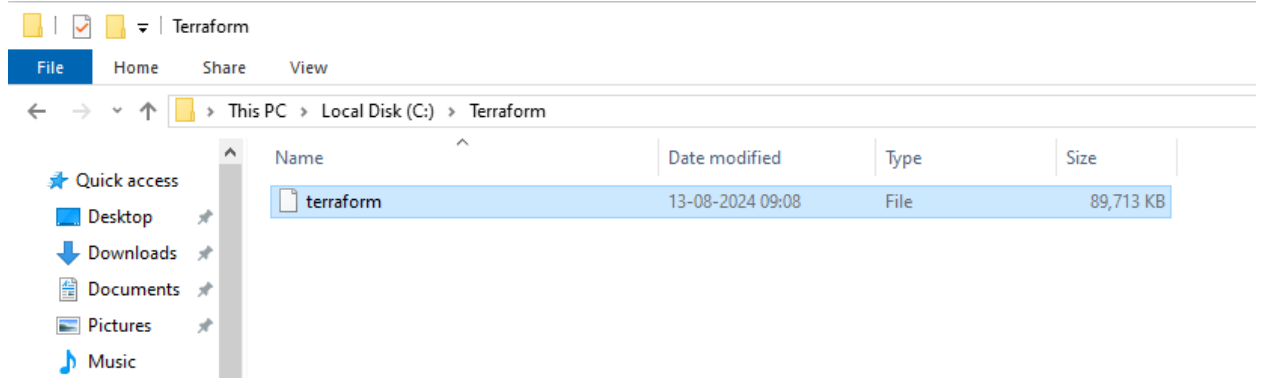 Terraform
File Home Share View
This PC > Local Disk (C:) > Terraform
Name Date modified Type Size
Quick access
terraform 13-08-2024 09:08 File 89,713 KB
Desktop
Downloads
Documents
Pictures
Music